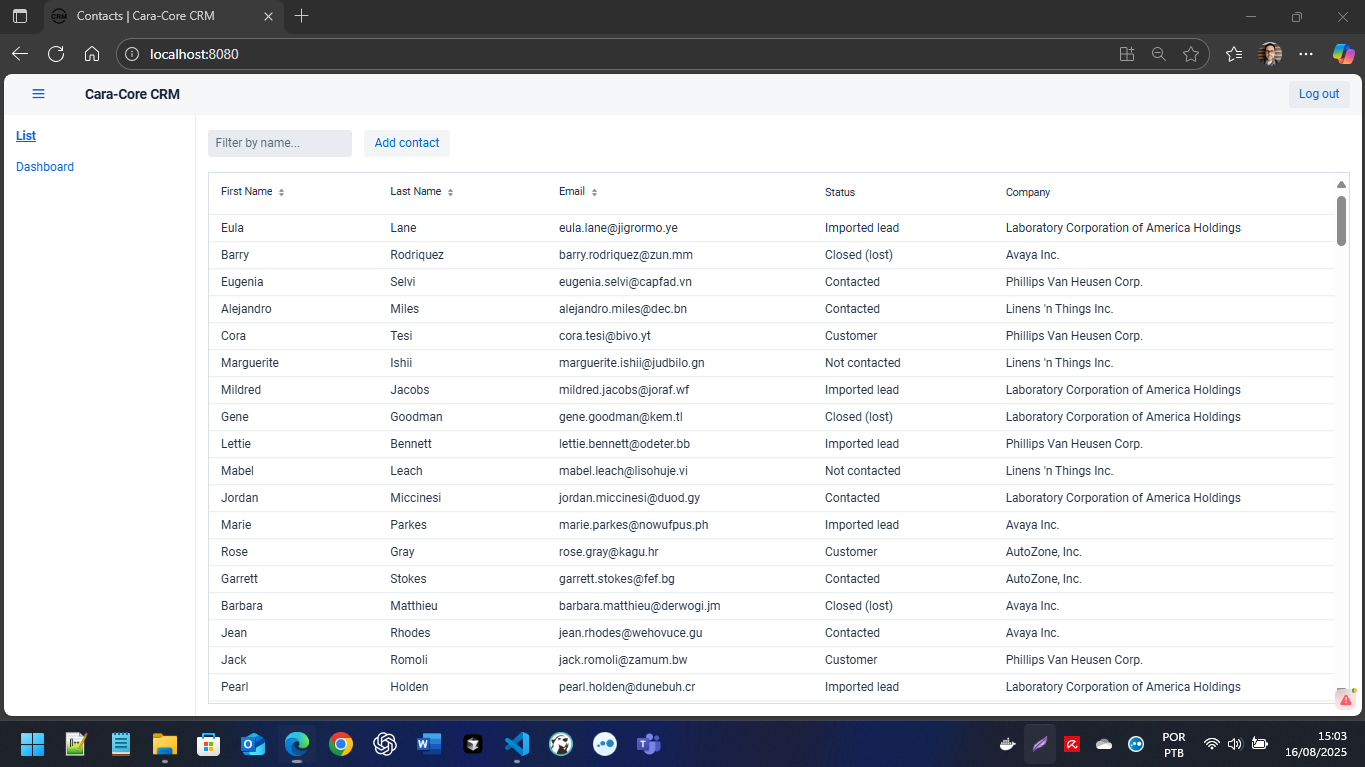 CRM Contacts | Cara-Core CRM
localhost:8080
Cara-Core CRM Log out
List
Dashboard
Filter by name... Add contact
First Name Last Name Email Status Company
Eula Lane eula.lane@jigrormo.ye Imported lead Laboratory Corporation of America Holdings
Barry Rodriquez barry.rodriquez@zun.mm Closed (lost) Avaya Inc.
Eugenia Selvi eugenia.selvi@capfad.vn Contacted Phillips Van Heusen Corp.
Alejandro Miles alejandro.miles@dec.bn Contacted Linens 'n Things Inc.
Cora Tesi cora.tesi@bivo.yt Customer Phillips Van Heusen Corp.
Marguerite Ishii marguerite.ishii@judbilo.gn Not contacted Linens 'n Things Inc.
Mildred Jacobs mildred.jacobs@joraf.wf Imported lead Laboratory Corporation of America Holdings
Gene Goodman gene.goodman@kem.tl Closed (lost) Laboratory Corporation of America Holdings
Lettie Bennett lettie.bennett@odeter.bb Imported lead Phillips Van Heusen Corp.
Mabel Leach mabel.leach@lisohuje.vi Not contacted Linens 'n Things Inc.
Jordan Miccinesi jordan.miccinesi@duod.gy Contacted Laboratory Corporation of America Holdings
Marie Parkes marie.parkes@nowufpus.ph Imported lead Avaya Inc.
Rose Gray rose.gray@kagu.hr Customer AutoZone, Inc.
Garrett Stokes garrett.stokes@fef.bg Contacted AutoZone, Inc.
Barbara Matthieu barbara.matthieu@derwogi.jm Closed (lost) Avaya Inc.
Jean Rhodes jean.rhodes@wehovuce.gu Contacted Avaya Inc.
Jack Romoli jack.romoli@zamum.bw Customer Phillips Van Heusen Corp.
Pearl Holden pearl.holden@dunebuh.cr Imported lead Laboratory Corporation of America Holdings
POR 15:03
PTB 16/08/2025